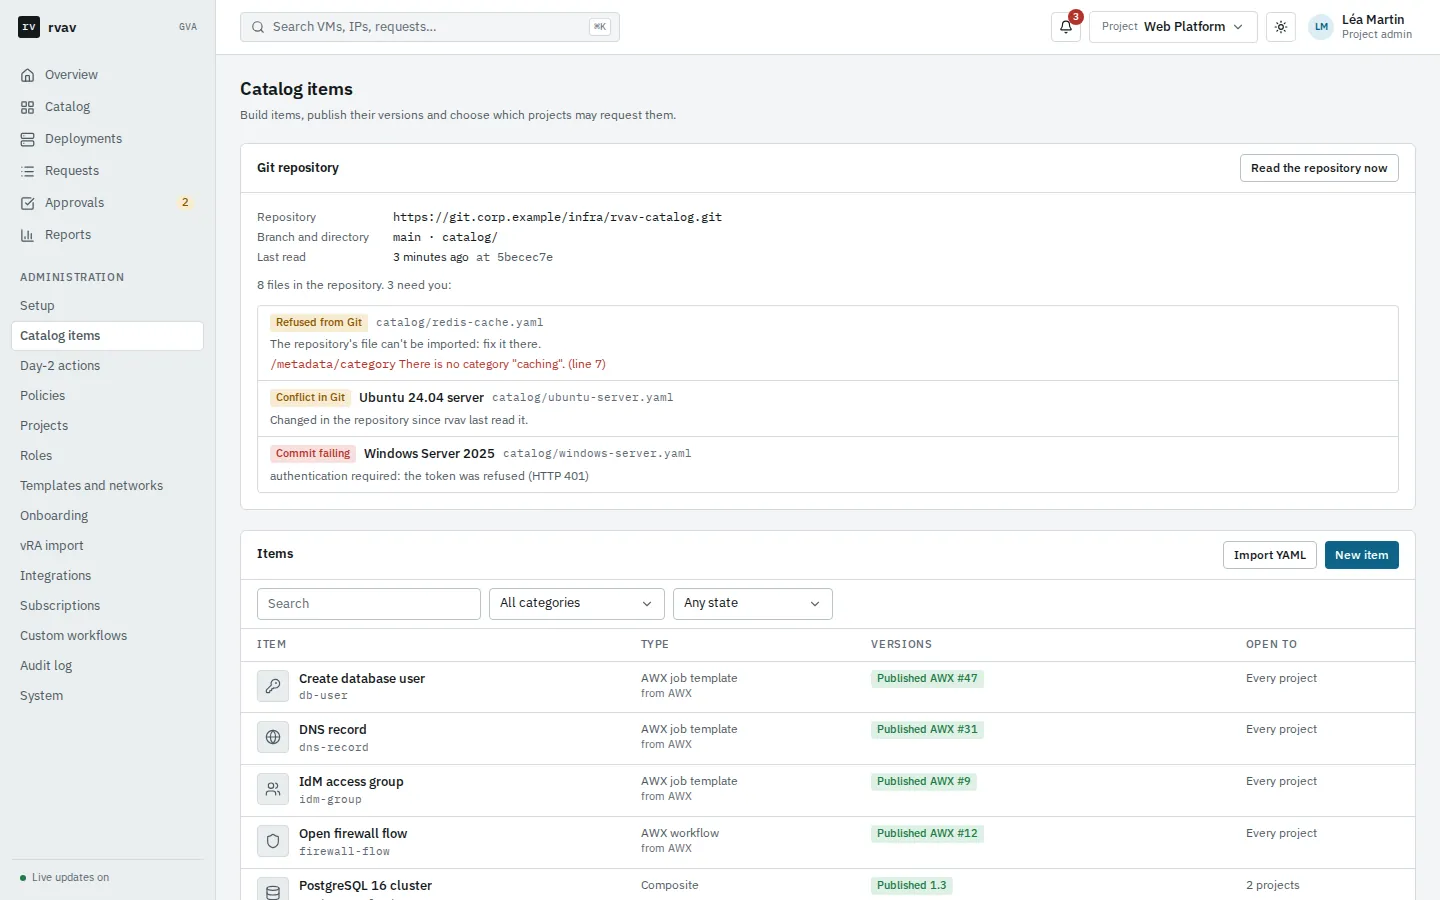 rv rvav GVA
Search VMs, IPs, requests... ⌘K
3
Project Web Platform
LM
Léa Martin
Project admin
Overview
Catalog
Deployments
Requests
Approvals 2
Reports
ADMINISTRATION
Setup
Catalog items
Day-2 actions
Policies
Projects
Roles
Templates and networks
Onboarding
vRA import
Integrations
Subscriptions
Custom workflows
Audit log
System
Live updates on
Catalog items
Build items, publish their versions and choose which projects may request them.
Git repository
Read the repository now
Repository https://git.corp.example/infra/rvav-catalog.git
Branch and directory main · catalog/
Last read 3 minutes ago at 5becec7e
8 files in the repository. 3 need you:
Refused from Git catalog/redis-cache.yaml
The repository's file can't be imported: fix it there.
/metadata/category There is no category "caching". (line 7)
Conflict in Git Ubuntu 24.04 server catalog/ubuntu-server.yaml
Changed in the repository since rvav last read it.
Commit failing Windows Server 2025 catalog/windows-server.yaml
authentication required: the token was refused (HTTP 401)
Items
Import YAML
New item
Search
All categories
Any state
ITEM TYPE VERSIONS OPEN TO
Create database user AWX job template Published AWX #47 Every project
db-user from AWX
DNS record AWX job template Published AWX #31 Every project
dns-record from AWX
IdM access group AWX job template Published AWX #9 Every project
idm-group from AWX
Open firewall flow AWX workflow Published AWX #12 Every project
firewall-flow from AWX
PostgreSQL 16 cluster Composite Published 1.3 2 projects